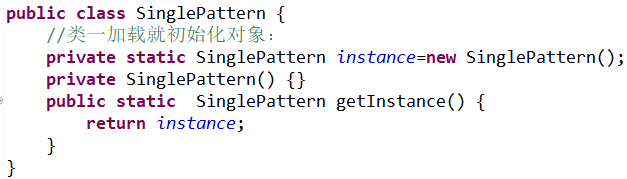 public class SinglePattern {
//类一加载就初始化对象：
private static SinglePattern instance=new SinglePattern();
private SinglePattern() {}
public static  SinglePattern getInstance() {
return instance;
}
}